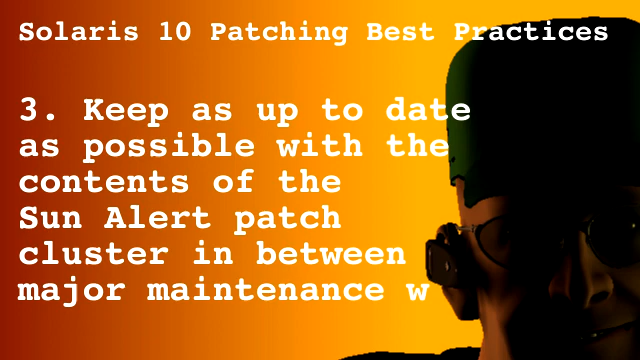 Solaris 10 Patching Best Practices
3. Keep as up to date
as possible with the
contents of the
Sun Alert patch
cluster in between
major maintenance w